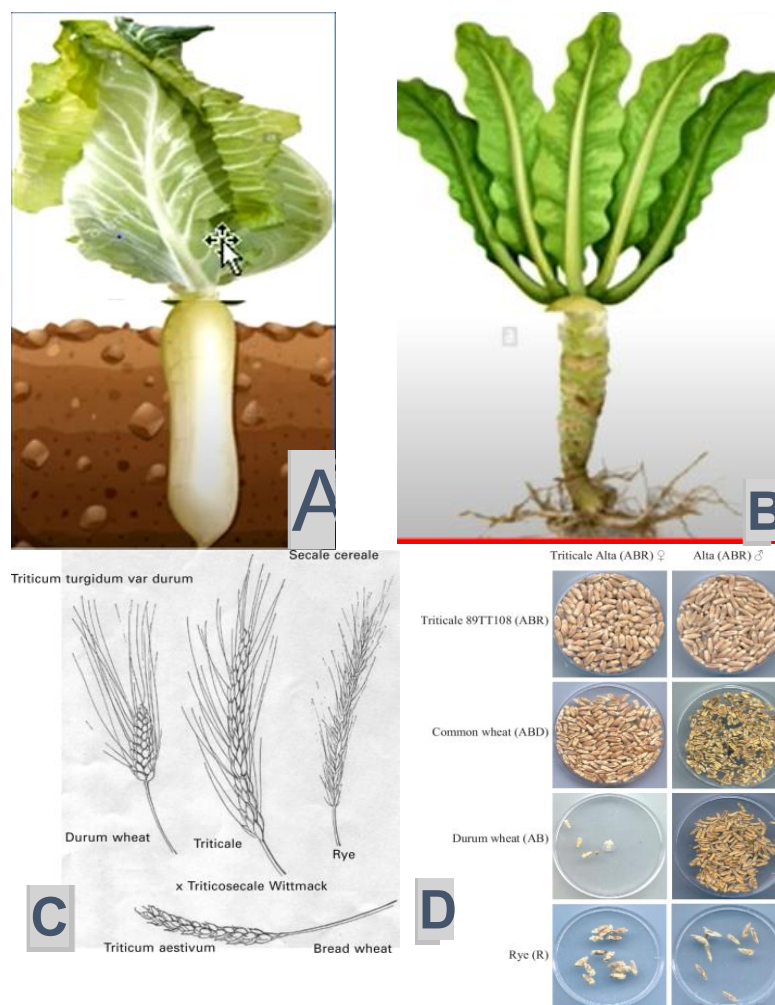 A
B
Secale cereale
Triticum turgidum var durum
Durum wheat
Triticale
Rye
x Triticosecale Wittmack
C
Triticum aestivum
Bread wheat
Triticale Alta (ABR) ♀
Alta (ABR) ♂
Triticale 89TT108 (ABR)
Common wheat (ABD)
Durum wheat (AB)
D
Rye (R)